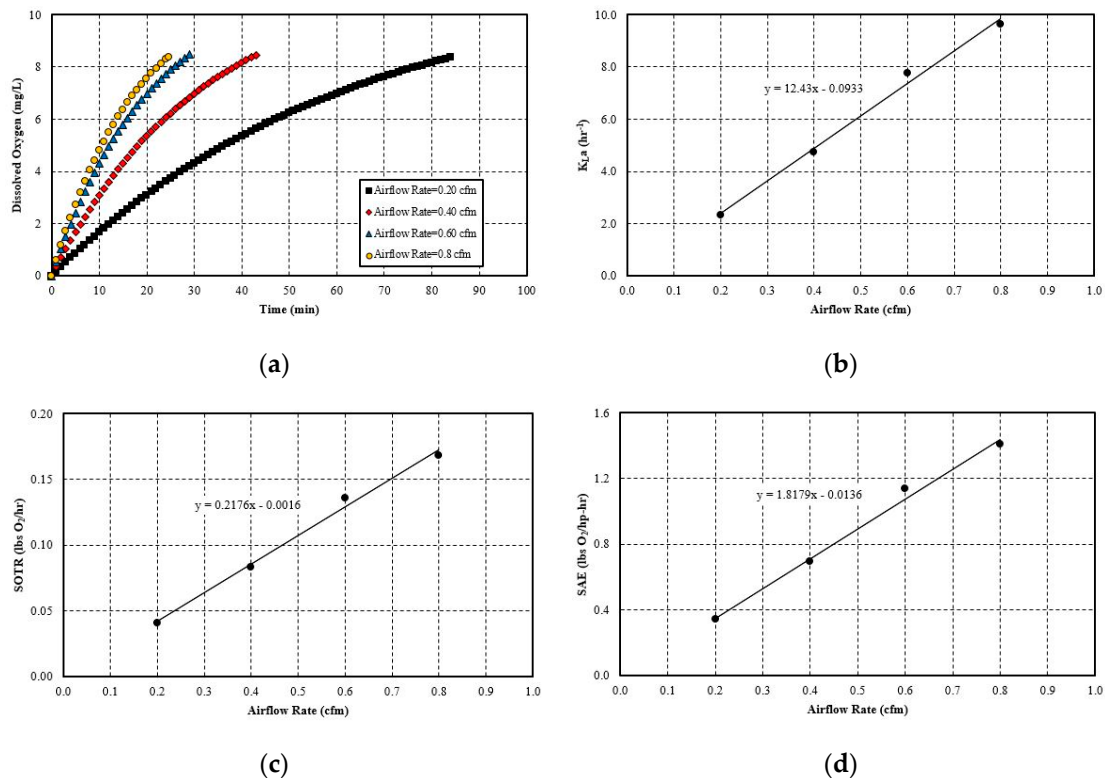 10
8
6
4
2
0
Dissolved Oxygen (mg/L)
Airflow Rate=0.20 cfm
Airflow Rate=0.40 cfm
Airflow Rate=0.60 cfm
Airflow Rate=0.8 cfm
0 10 20 30 40 50 60 70 80 90 100
Time (min)
(a)
10.0
8.0
6.0
4.0
2.0
0.0
K_La (hr⁻¹)
y = 12.43x - 0.0933
0.0 0.1 0.2 0.3 0.4 0.5 0.6 0.7 0.8 0.9 1.0
Airflow Rate (cfm)
(b)
0.20
0.15
0.10
0.05
0.00
SOTR (lbs O₂/hr)
y = 0.2176x - 0.0016
0.0 0.1 0.2 0.3 0.4 0.5 0.6 0.7 0.8 0.9 1.0
Airflow Rate (cfm)
(c)
1.6
1.2
0.8
0.4
0.0
SAE (lbs O₂/hp-hr)
y = 1.8179x - 0.0136
0.0 0.1 0.2 0.3 0.4 0.5 0.6 0.7 0.8 0.9 1.0
Airflow Rate (cfm)
(d)